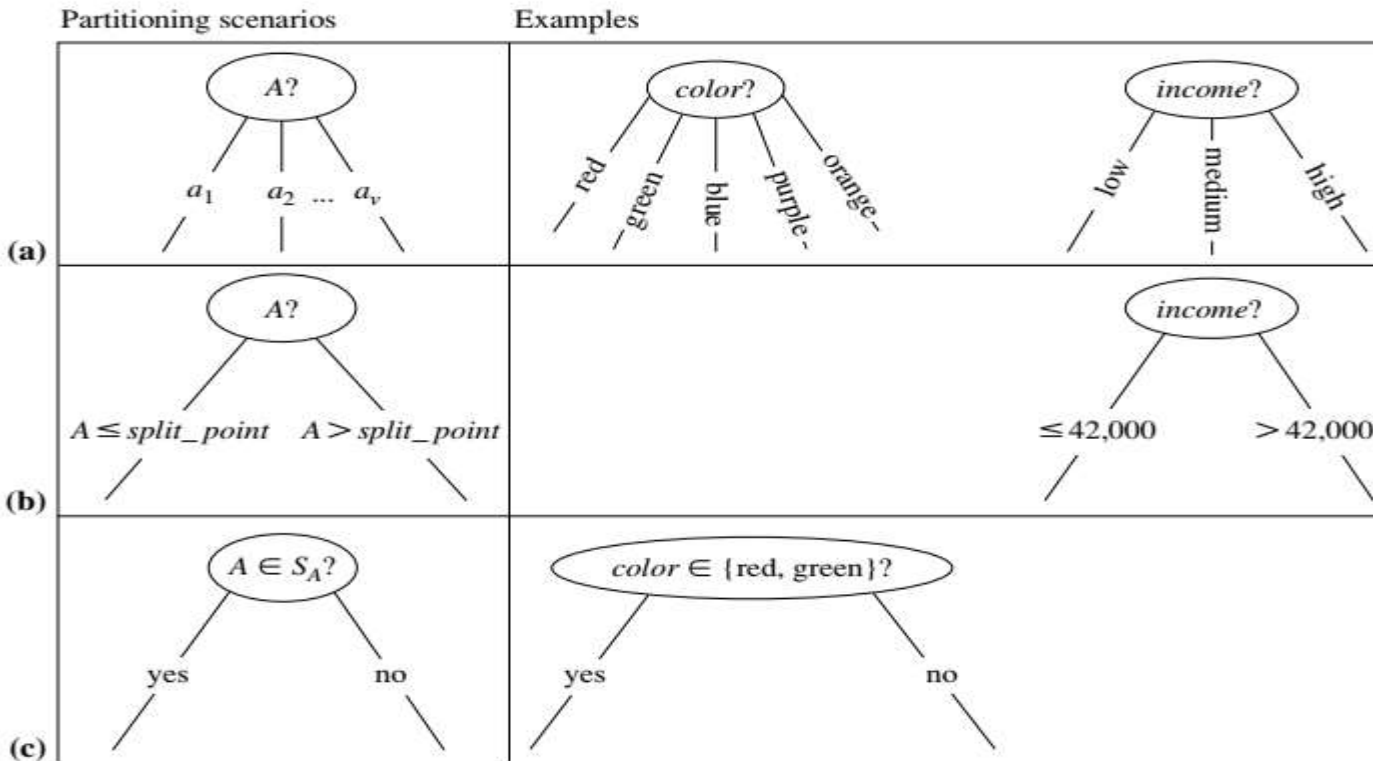 Partitioning scenarios Examples
A? color? income?
a1 a2 ... av red green blue purple orange low medium high
(a)
A? income?
A ≤ split_point A > split_point ≤ 42,000 > 42,000
(b)
A ∈ SA? color ∈ {red, green}?
yes no yes no
(c)